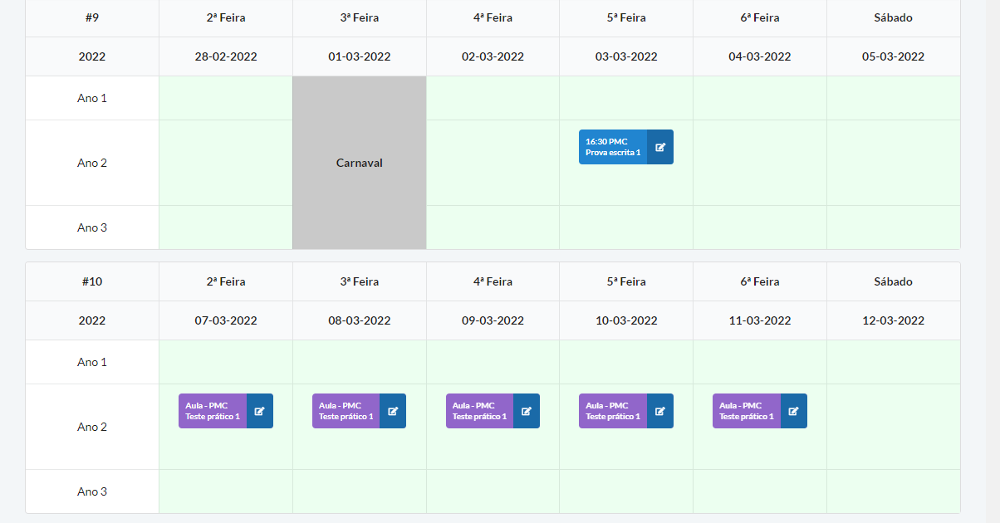 #9 2ª Feira 3ª Feira 4ª Feira 5ª Feira 6ª Feira Sábado
2022 28-02-2022 01-03-2022 02-03-2022 03-03-2022 04-03-2022 05-03-2022
Ano 1
16:30 PMC
Prova escrita 1
Ano 2 Carnaval
Ano 3
#10 2ª Feira 3ª Feira 4ª Feira 5ª Feira 6ª Feira Sábado
2022 07-03-2022 08-03-2022 09-03-2022 10-03-2022 11-03-2022 12-03-2022
Ano 1
Aula - PMC Aula - PMC Aula - PMC Aula - PMC Aula - PMC
Teste prático 1 Teste prático 1 Teste prático 1 Teste prático 1 Teste prático 1
Ano 2
Ano 3